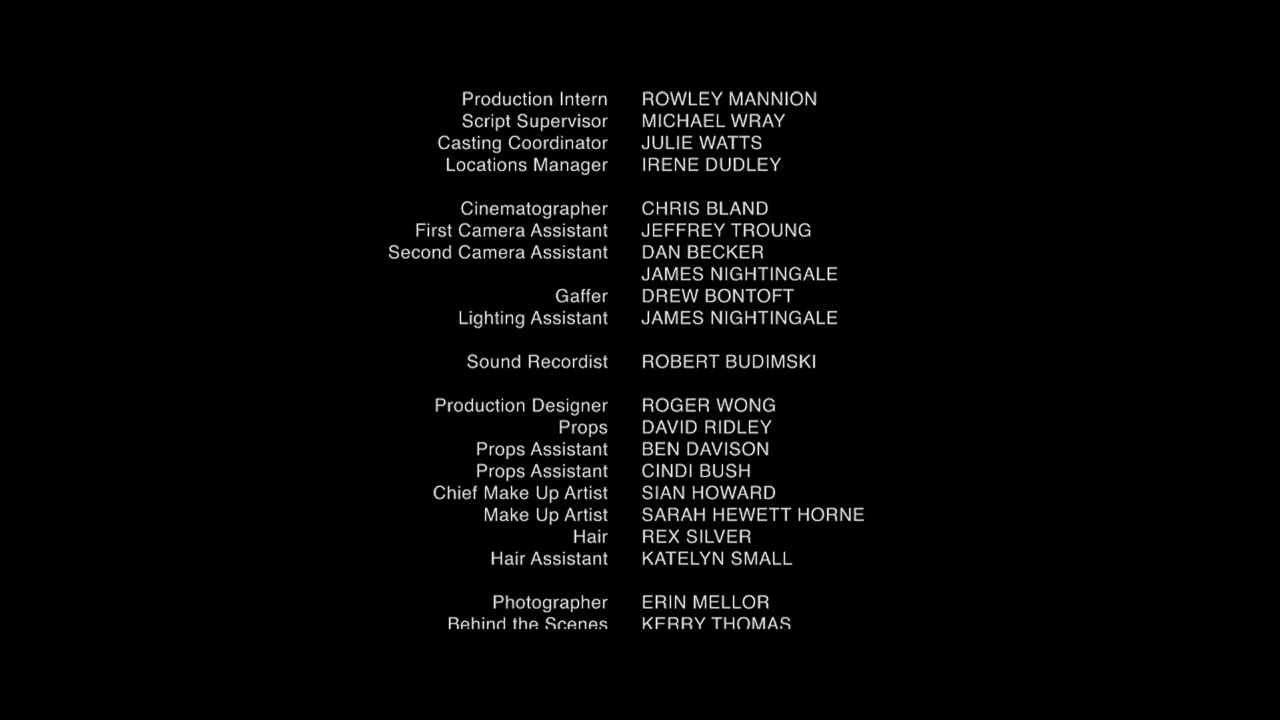 Production Intern ROWLEY MANNION
Script Supervisor MICHAEL WRAY
Casting Coordinator JULIE WATTS
Locations Manager IRENE DUDLEY
Cinematographer CHRIS BLAND
First Camera Assistant JEFFREY TROUNG
Second Camera Assistant DAN BECKER
JAMES NIGHTINGALE
Gaffer DREW BONTOFT
Lighting Assistant JAMES NIGHTINGALE
Sound Recordist ROBERT BUDIMSKI
Production Designer ROGER WONG
Props DAVID RIDLEY
Props Assistant BEN DAVISON
Props Assistant CINDI BUSH
Chief Make Up Artist SIAN HOWARD
Make Up Artist SARAH HEWETT HORNE
Hair REX SILVER
Hair Assistant KATELYN SMALL
Photographer ERIN MELLOR
Behind the Scenes KERRY THOMAS